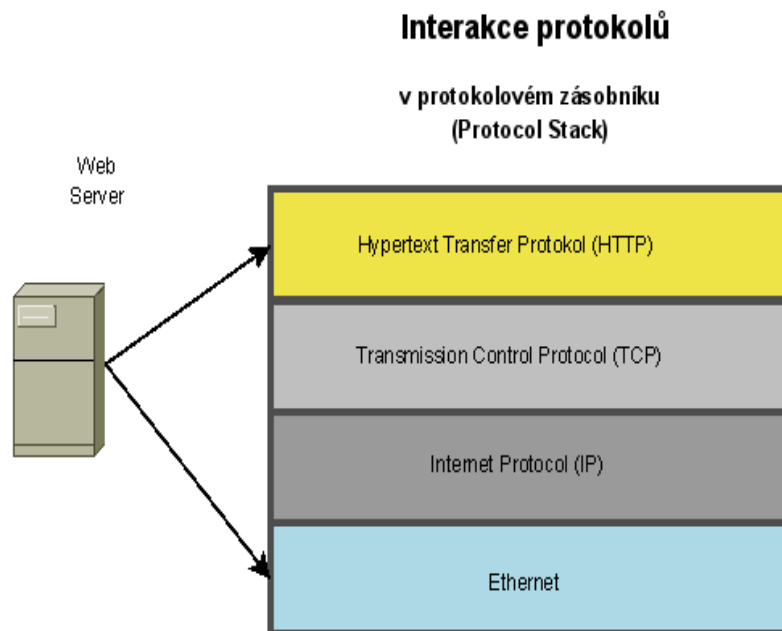 Interakce protokolů
v protokolovém zásobníku
(Protocol Stack)
Web
Server
Hypertext Transfer Protokol (HTTP)
Transmission Control Protocol (TCP)
Internet Protocol (IP)
Ethernet